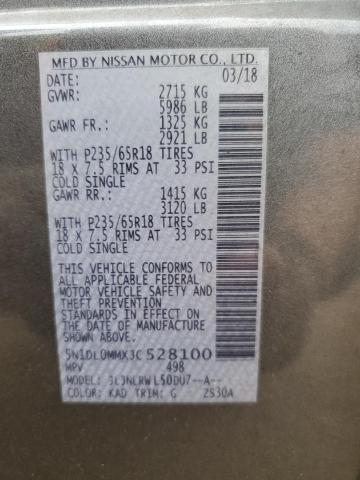 MFD BY NISSAN MOTOR CO., LTD.
DATE: 03/18
GVWR: 2715 KG
5986 LB
GAWR FR.: 1325 KG
2921 LB
WITH P235/65R18 TIRES
18 X 7.5 RIMS AT 33 PSI
COLD SINGLE
GAWR RR.: 1415 KG
3120 LB
WITH P235/65R18 TIRES
18 X 7.5 RIMS AT 33 PSI
COLD SINGLE
THIS VEHICLE CONFORMS TO
ALL APPLICABLE FEDERAL
MOTOR VEHICLE SAFETY AND
THEFT PREVENTION
STANDARDS IN EFFECT ON
THE DATE OF MANUFACTURE
SHOWN ABOVE.
5N1DL0MMX3C528100
MPV 498
MODEL: L50DU7--A--
COLOR: KAD TRIM: G 2S30A